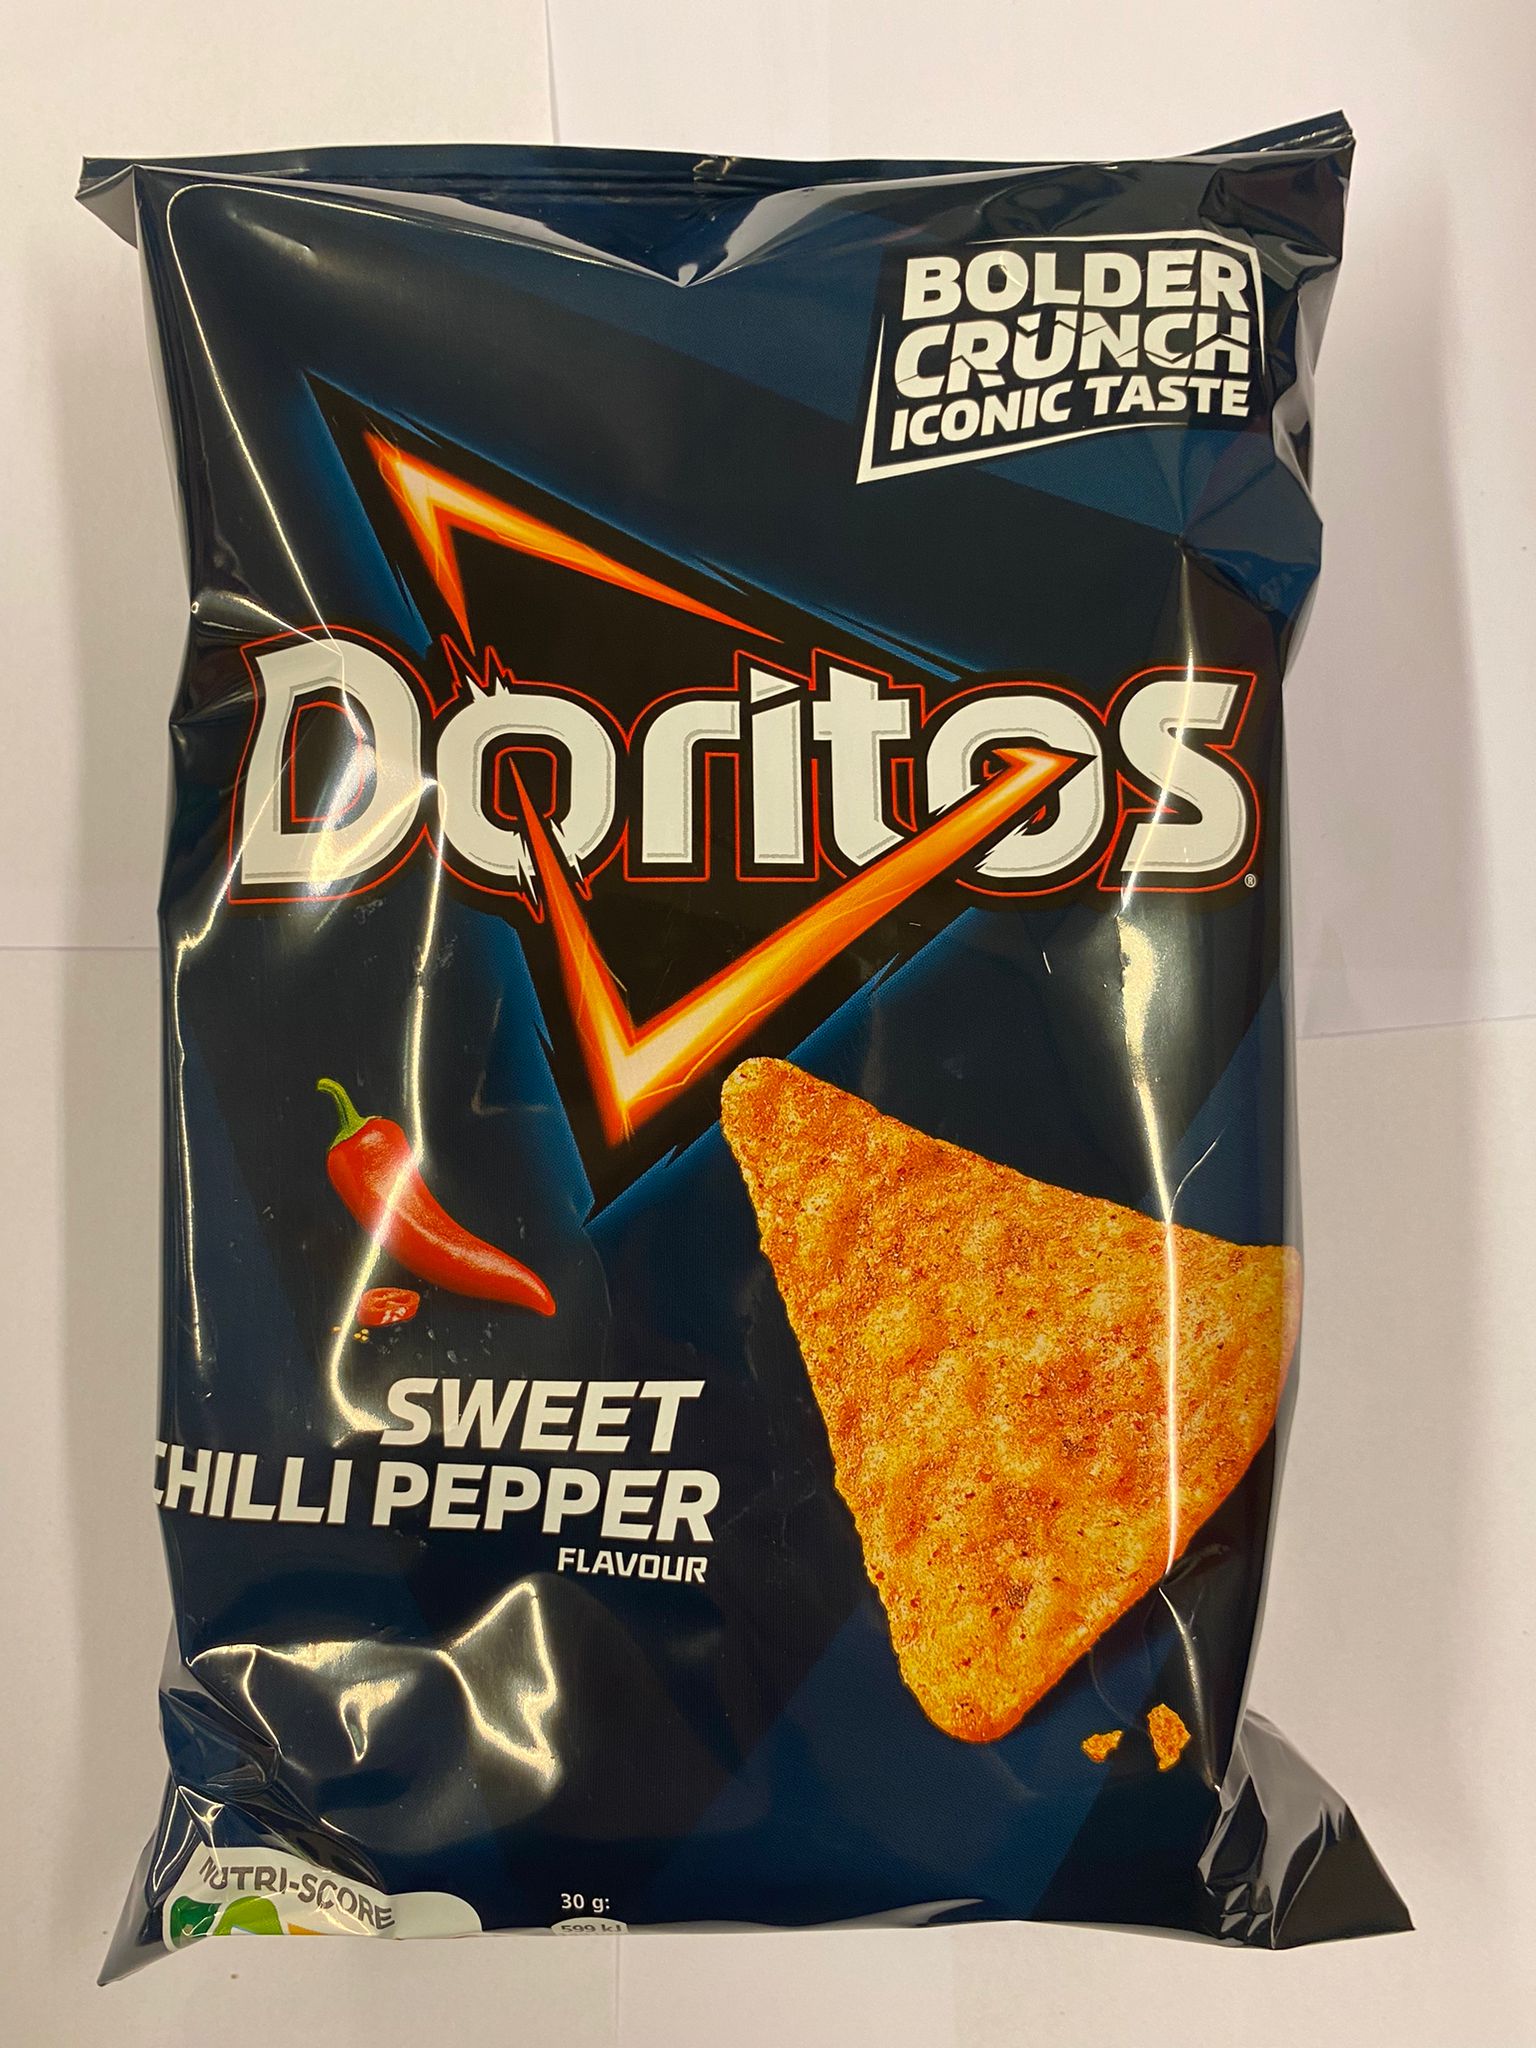 BOLDER
CRUNCH
ICONIC TASTE
Doritos®
SWEET
CHILLI PEPPER
FLAVOUR
NUTRI-SCORE
30 g:
599 kJ